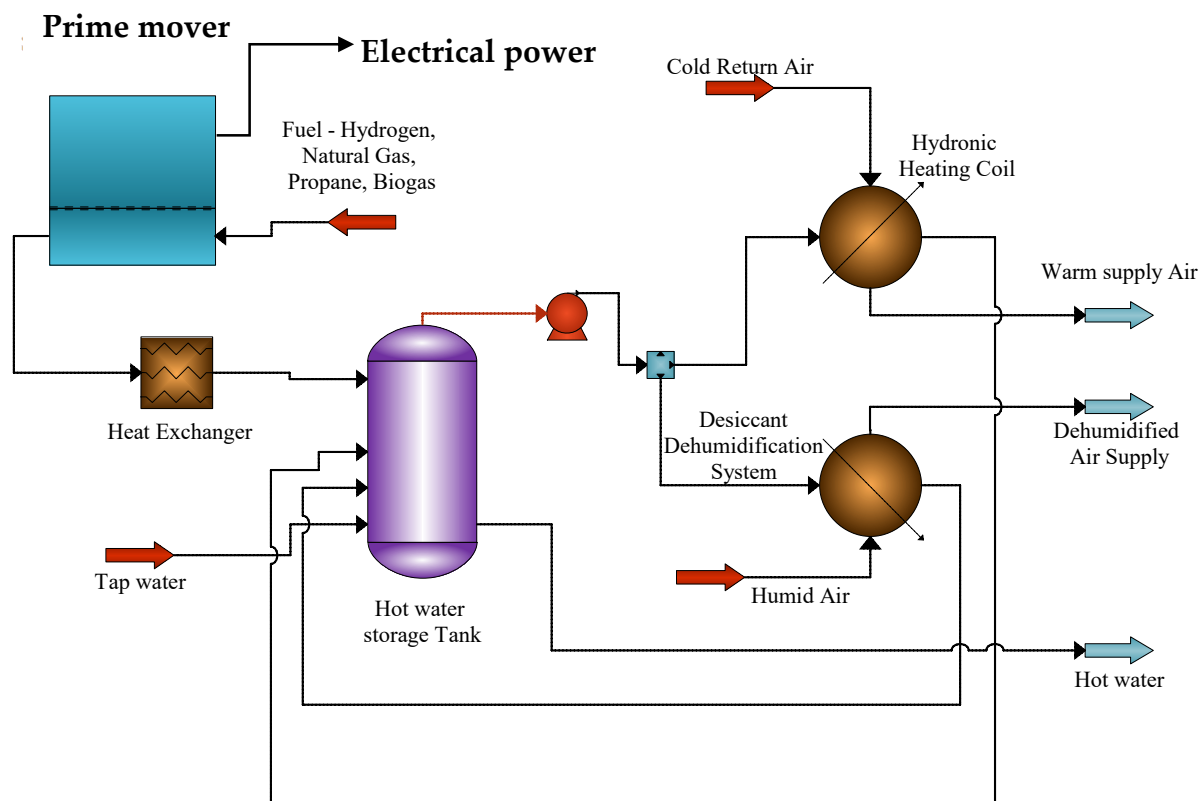 Prime mover
Electrical power
Cold Return Air
Fuel - Hydrogen,
Natural Gas,
Propane, Biogas
Hydronic
Heating Coil
Warm supply Air
Heat Exchanger
Desiccant
Dehumidification
System
Dehumidified
Air Supply
Tap water
Hot water
storage Tank
Humid Air
Hot water